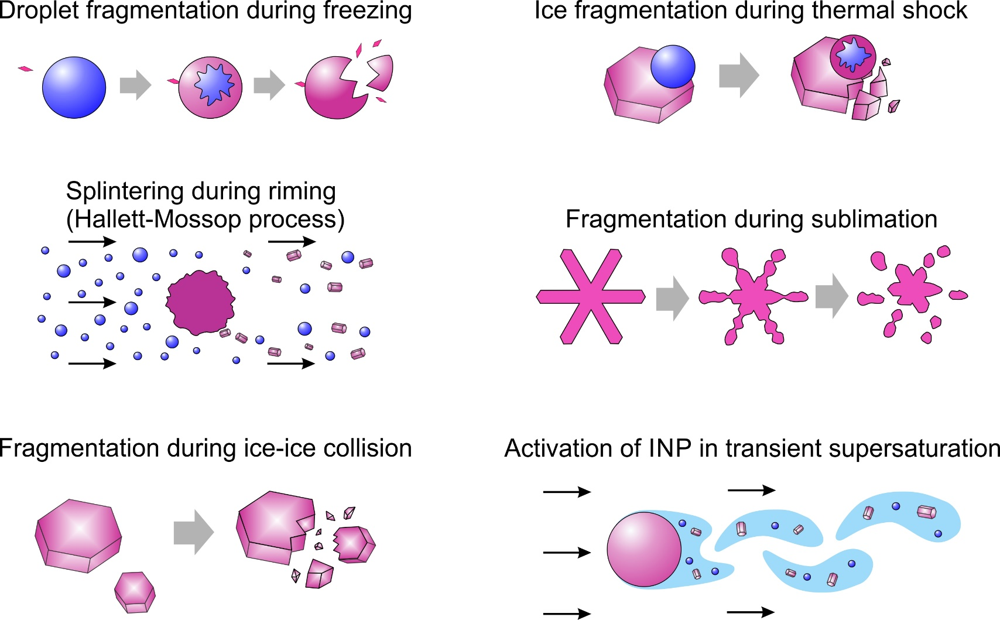 Droplet fragmentation during freezing
Ice fragmentation during thermal shock
Splintering during riming
(Hallett-Mossop process)
Fragmentation during sublimation
Fragmentation during ice-ice collision
Activation of INP in transient supersaturation